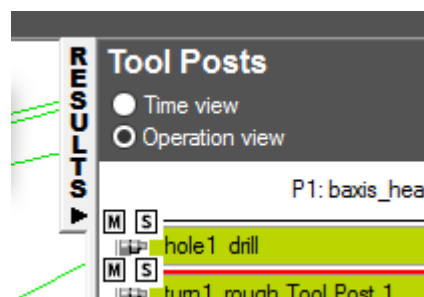 RESULTS
Tool Posts
Time view
Operation view
P1: baxis_hea
M S
hole1 drill
M S
turn1 rough Tool Post 1